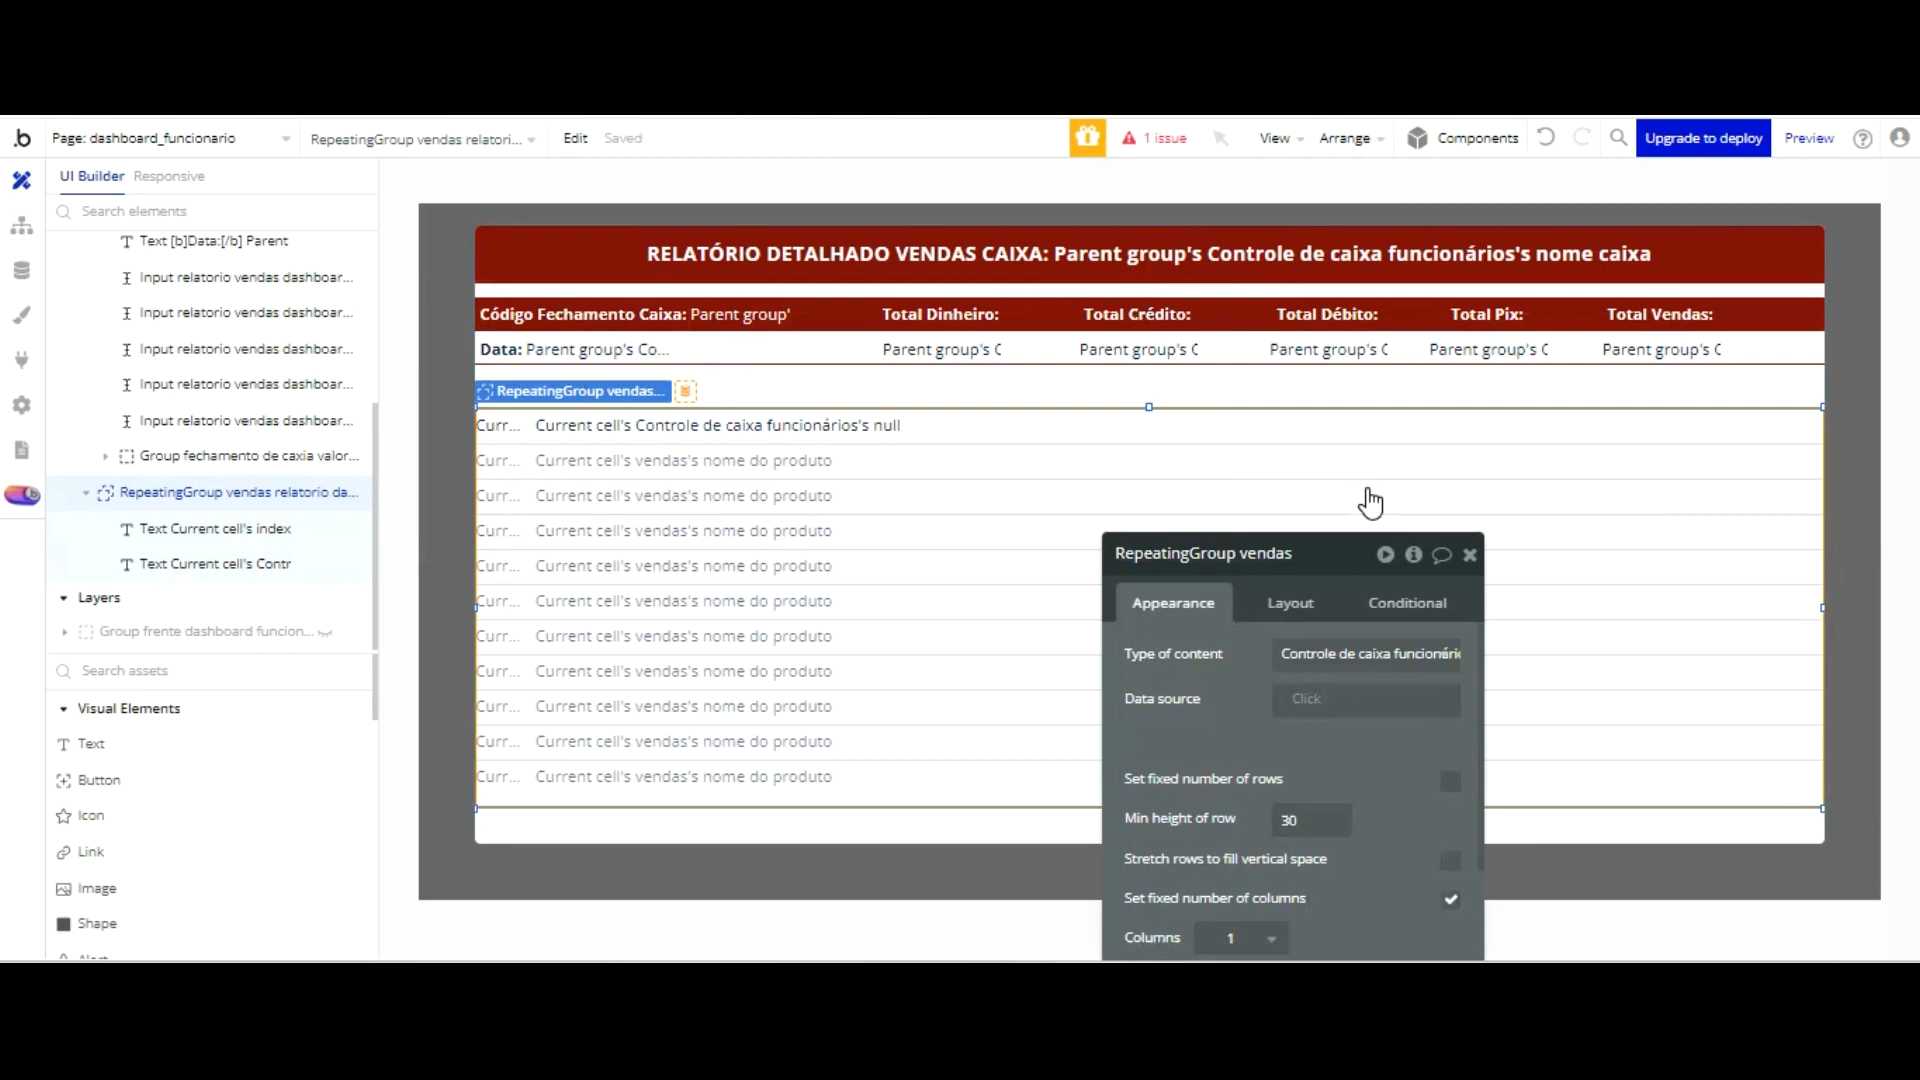 .b
Page: dashboard_funcionario
RepeatingGroup vendas relatori...
Edit
Saved
1 issue
View
Arrange
Components
Upgrade to deploy
Preview
UI Builder
Responsive
Search elements
Text [b]Data:[/b] Parent
Input relatorio vendas dashboar...
Input relatorio vendas dashboar...
Input relatorio vendas dashboar...
Input relatorio vendas dashboar...
Input relatorio vendas dashboar...
Group fechamento de caxia valor...
RepeatingGroup vendas relatorio da...
Text Current cell's index
Text Current cell's Contr
Layers
Group frente dashboard funcion...
Search assets
Visual Elements
Text
Button
Icon
Link
Image
Shape
RELATÓRIO DETALHADO VENDAS CAIXA: Parent group's Controle de caixa funcionários's nome caixa
Código Fechamento Caixa: Parent group'
Total Dinheiro:
Total Crédito:
Total Débito:
Total Pix:
Total Vendas:
Data: Parent group's Co...
Parent group's C
Parent group's C
Parent group's C
Parent group's C
Parent group's C
RepeatingGroup vendas...
Curr... Current cell's Controle de caixa funcionários's null
Curr... Current cell's vendas's nome do produto
Curr... Current cell's vendas's nome do produto
Curr... Current cell's vendas's nome do produto
Curr... Current cell's vendas's nome do produto
Curr... Current cell's vendas's nome do produto
Curr... Current cell's vendas's nome do produto
Curr... Current cell's vendas's nome do produto
Curr... Current cell's vendas's nome do produto
Curr... Current cell's vendas's nome do produto
Curr... Current cell's vendas's nome do produto
RepeatingGroup vendas
Appearance
Layout
Conditional
Type of content
Controle de caixa funcionário
Data source
Click
Set fixed number of rows
Min height of row
30
Stretch rows to fill vertical space
Set fixed number of columns
Columns
1